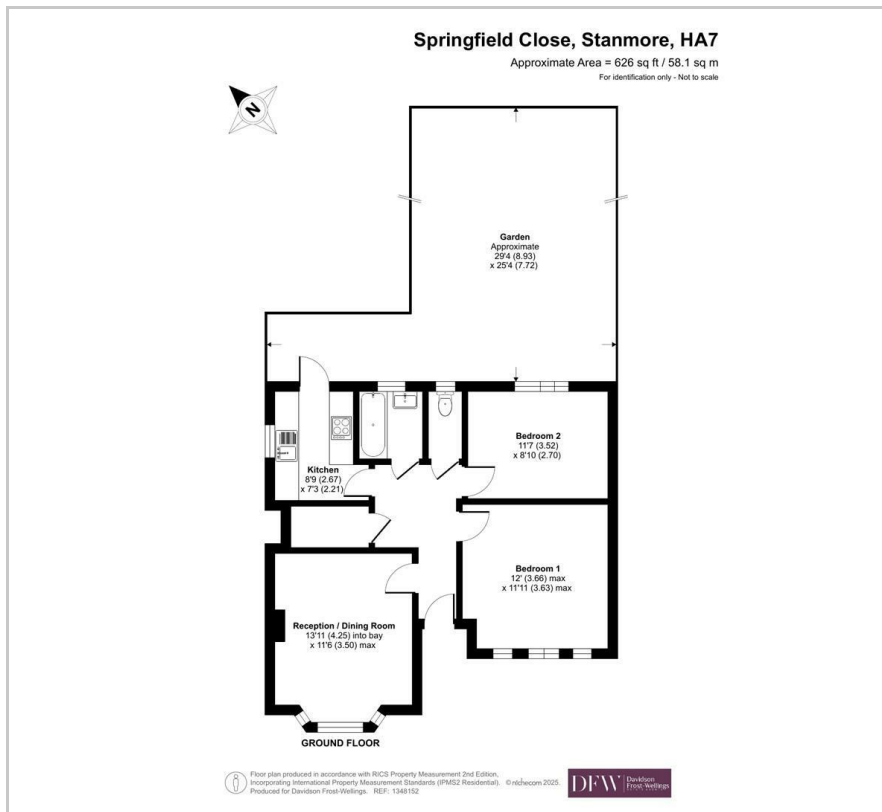 Springfield Close, Stanmore, HA7
Approximate Area = 626 sq ft / 58.1 sq m
For identification only - Not to scale
N
Garden
Approximate
29'4 (8.93)
x 25'4 (7.72)
Bedroom 2
11'7 (3.52)
x 8'10 (2.70)
Kitchen
8'9 (2.67)
x 7'3 (2.21)
Bedroom 1
12' (3.66) max
x 11'11 (3.63) max
Reception / Dining Room
13'11 (4.25) into bay
x 11'6 (3.50) max
GROUND FLOOR
Floor plan produced in accordance with RICS Property Measurement 2nd Edition.
Incorporating International Property Measurement Standards (IPMS2 Residential). © nichecom 2025.
Produced for Davidson Frost-Wellings. REF: 1348152
DFW Davidson
Frost-Wellings